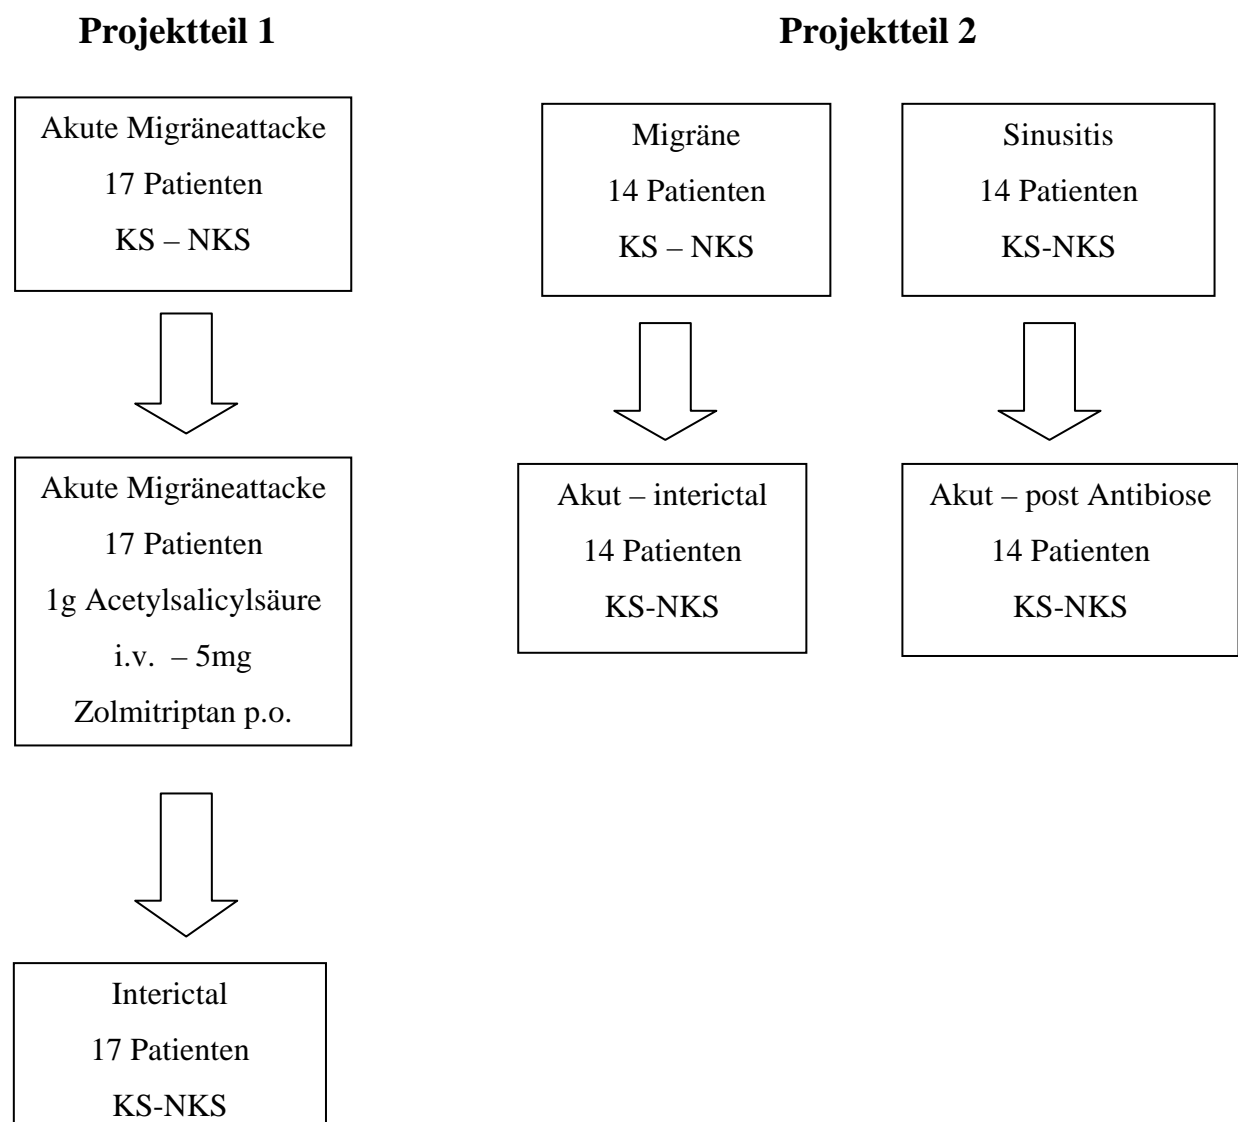 Projektteil 1
Akute Migräneattacke
17 Patienten
KS – NKS
Akute Migräneattacke
17 Patienten
1g Acetylsalicylsäure
i.v. – 5mg
Zolmitriptan p.o.
Interictal
17 Patienten
KS-NKS
Projektteil 2
Migräne
14 Patienten
KS – NKS
Akut – interictal
14 Patienten
KS-NKS
Sinusitis
14 Patienten
KS-NKS
Akut – post Antibiose
14 Patienten
KS-NKS